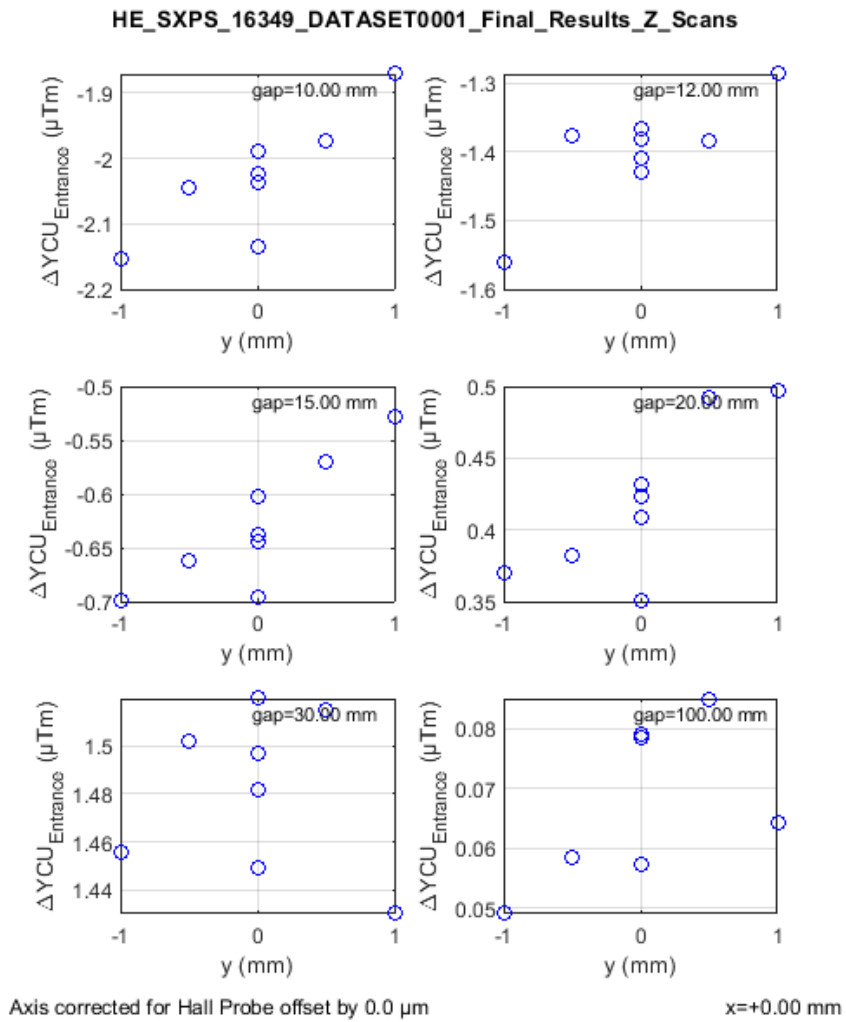 HE_SXPS_16349_DATASET0001_Final_Results_Z_Scans
gap=10.00 mm
-1.9
-2
-2.1
-2.2
ΔYCU_Entrance (μTm)
-1 0 1
y (mm)
gap=12.00 mm
-1.3
-1.4
-1.5
-1.6
ΔYCU_Entrance (μTm)
-1 0 1
y (mm)
gap=15.00 mm
-0.5
-0.55
-0.6
-0.65
-0.7
ΔYCU_Entrance (μTm)
-1 0 1
y (mm)
gap=20.00 mm
0.5
0.45
0.4
0.35
ΔYCU_Entrance (μTm)
-1 0 1
y (mm)
gap=30.00 mm
1.5
1.48
1.46
1.44
ΔYCU_Entrance (μTm)
-1 0 1
y (mm)
gap=100.00 mm
0.08
0.07
0.06
0.05
ΔYCU_Entrance (μTm)
-1 0 1
y (mm)
Axis corrected for Hall Probe offset by 0.0 μm
x=+0.00 mm